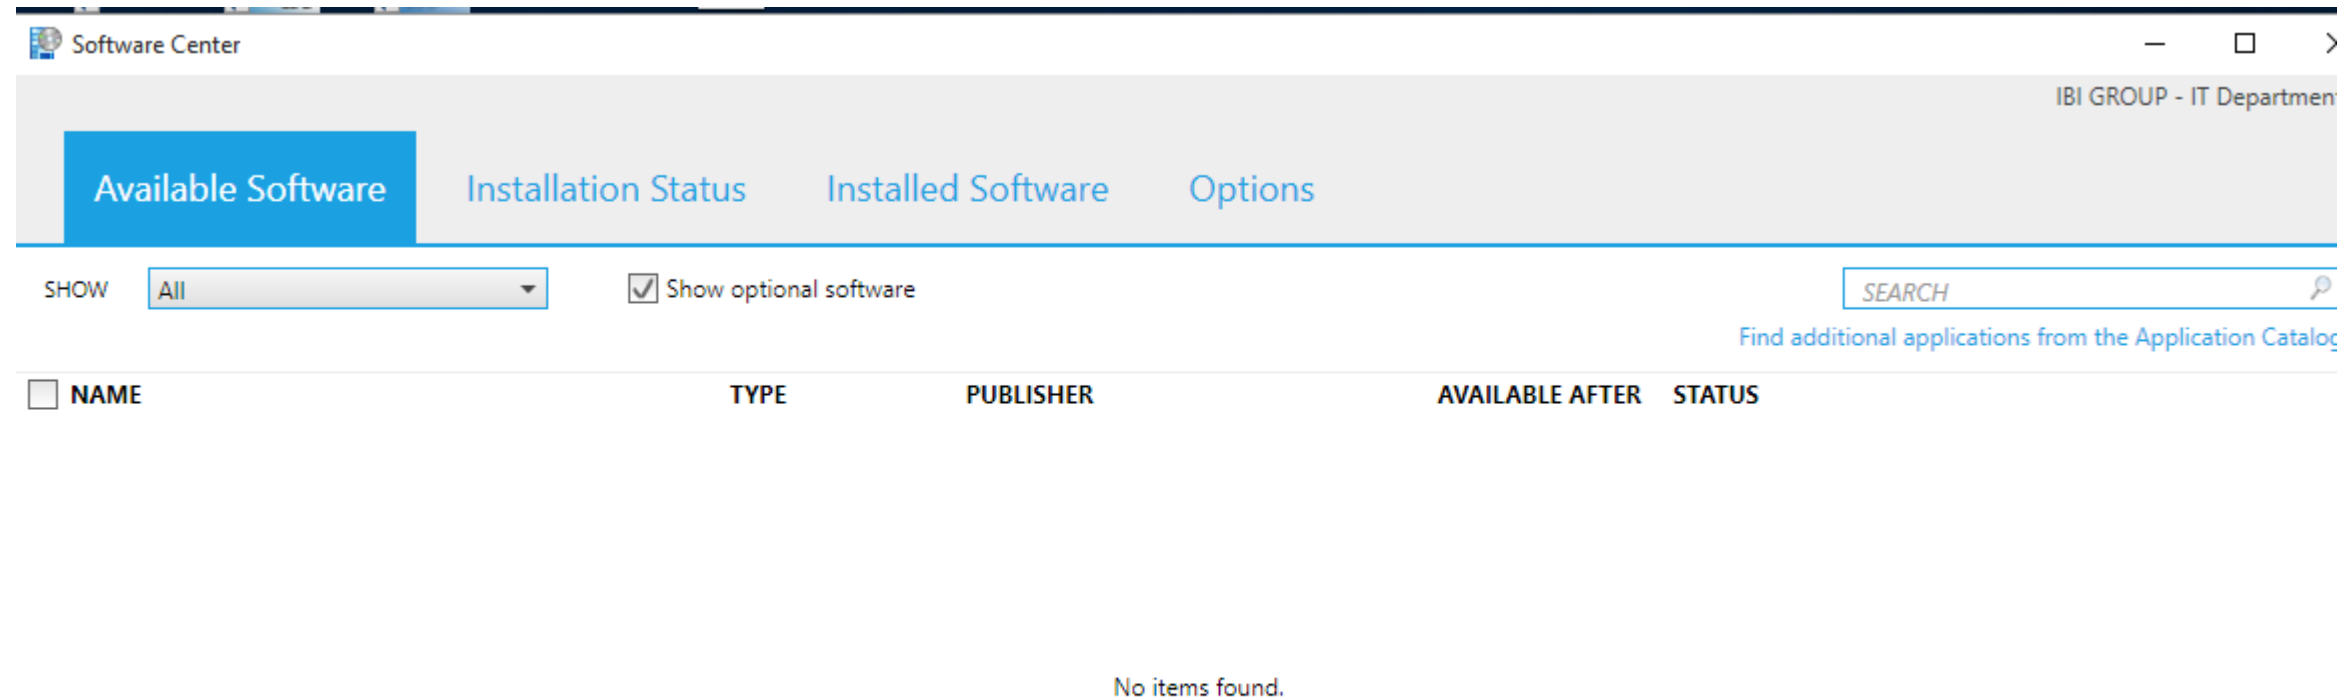 Software Center
IBI GROUP - IT Department
Available Software Installation Status Installed Software Options
SHOW All Show optional software SEARCH
Find additional applications from the Application Catalog
NAME TYPE PUBLISHER AVAILABLE AFTER STATUS
No items found.